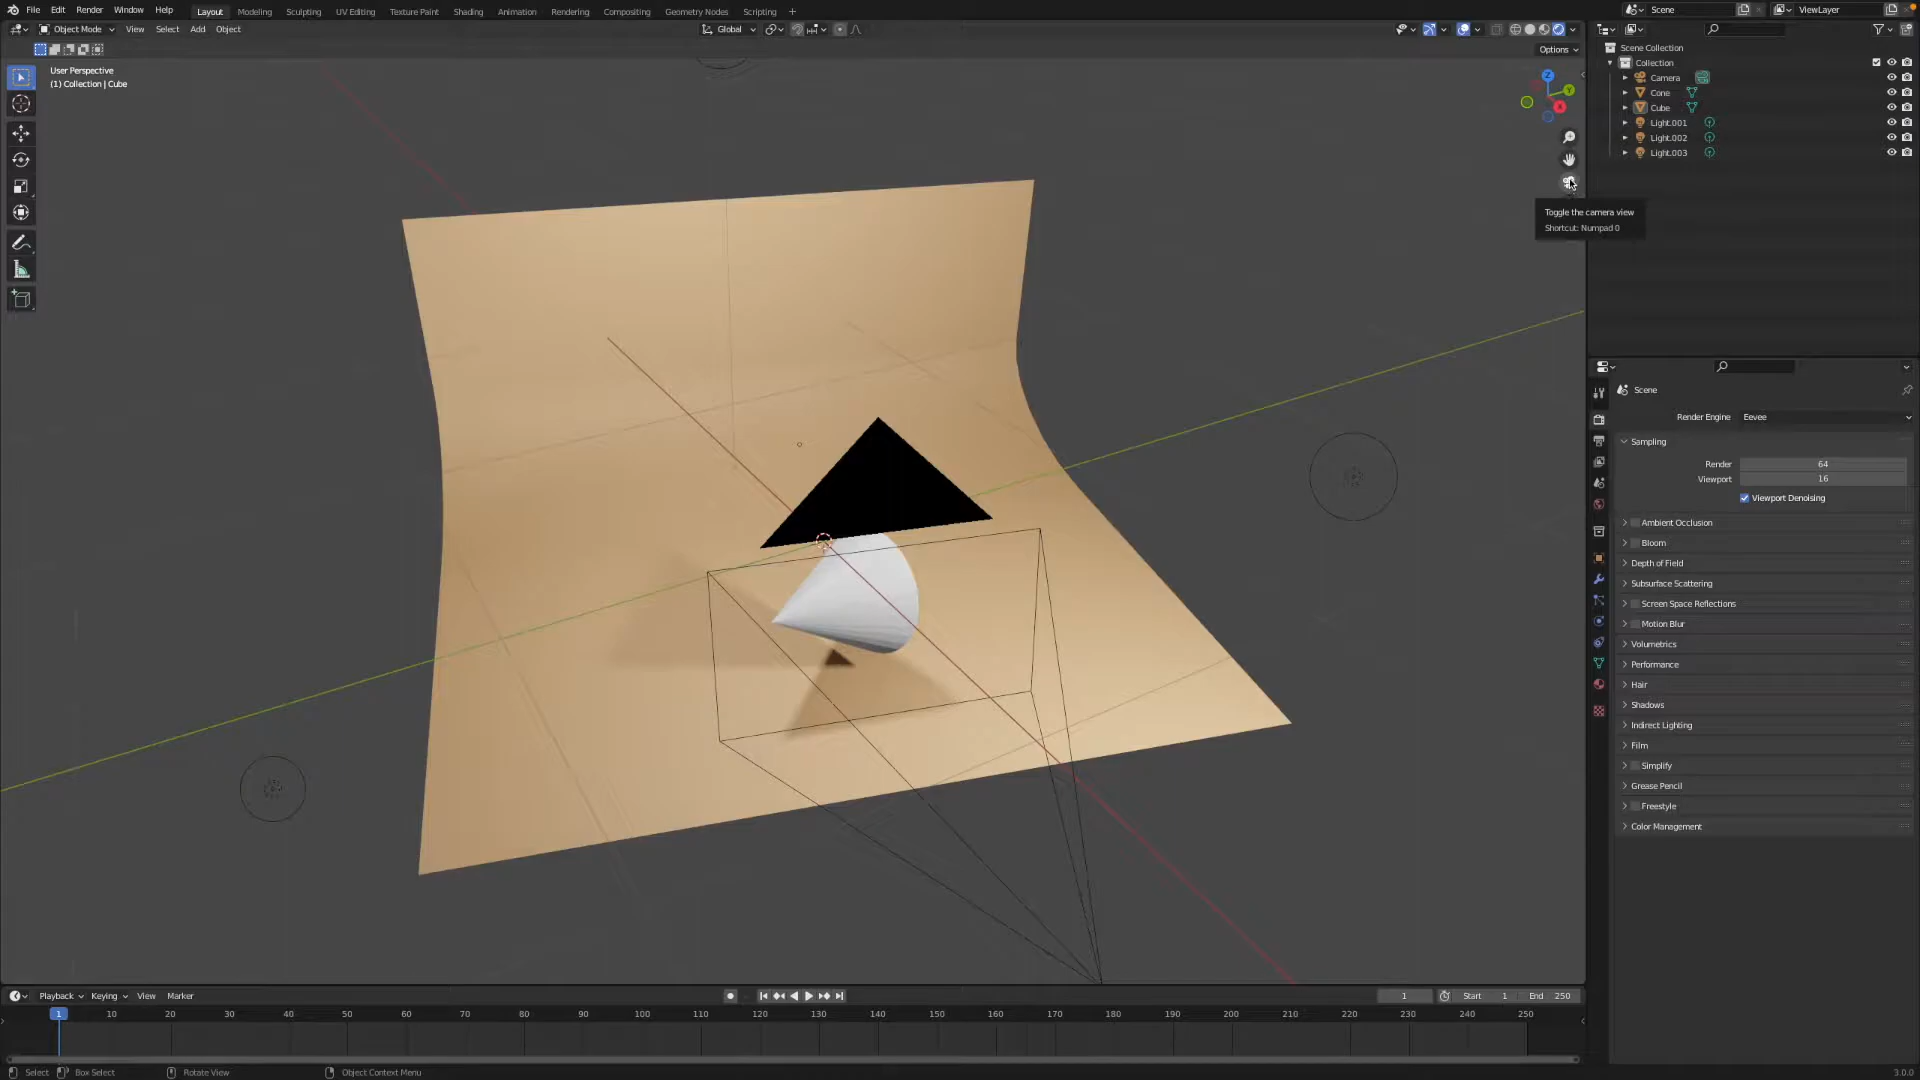 File Edit Render Window Help Layout Modeling Sculpting UV Editing Texture Paint Shading Animation Rendering Compositing Geometry Nodes Scripting + Scene ViewLayer
Object Mode View Select Add Object Global
Options
User Perspective
(1) Collection | Cube
Z
Y
X
Toggle the camera view
Shortcut: Numpad 0
Scene Collection
Collection
Camera
Cone
Cube
Light.001
Light.002
Light.003
Scene
Render Engine Eevee
Sampling
Render 64
Viewport 16
Viewport Denoising
Ambient Occlusion
Bloom
Depth of Field
Subsurface Scattering
Screen Space Reflections
Motion Blur
Volumetrics
Performance
Hair
Shadows
Indirect Lighting
Film
Simplify
Grease Pencil
Freestyle
Color Management
Playback Keying View Marker 1 Start 1 End 250
1 10 20 30 40 50 60 70 80 90 100 110 120 130 140 150 160 170 180 190 200 210 220 230 240 250
Select Box Select Rotate View Object Context Menu 3.0.0